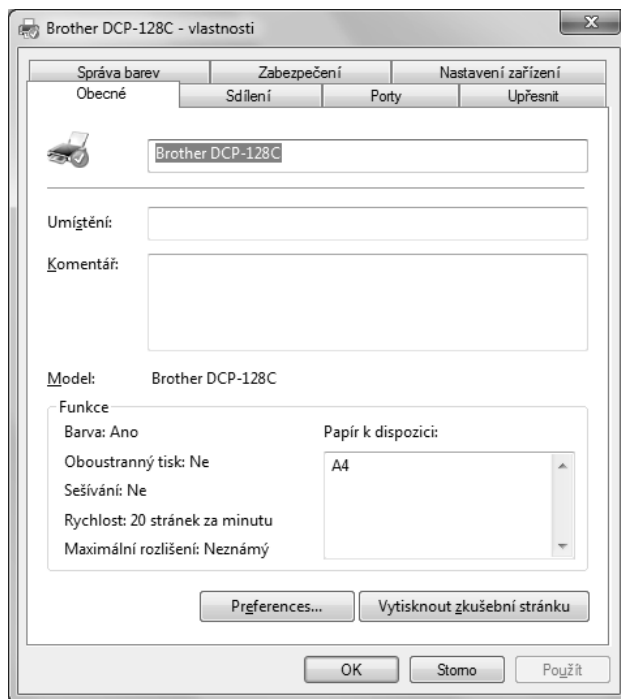 Brother DCP-128C - vlastnosti
Správa barev Zabezpečení Nastavení zařízení
Obecné Sdílení Porty Upřesnit
Brother DCP-128C
Umístění:
Komentář:
Model: Brother DCP-128C
Funkce
Barva: Ano Papír k dispozici:
Oboustranný tisk: Ne A4
Sešívání: Ne
Rychlost: 20 stránek za minutu
Maximální rozlišení: Neznámý
Preferences... Vytisknout zkušební stránku
OK Storno Použít